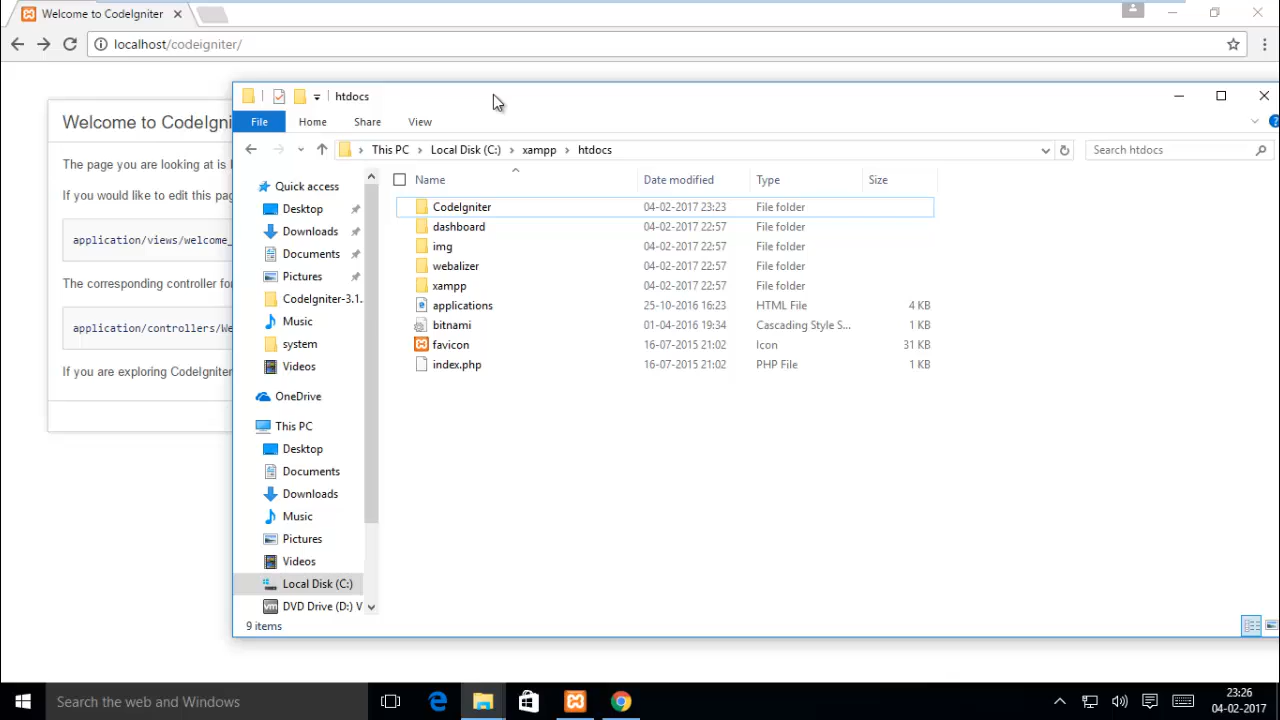 Welcome to CodeIgniter
localhost/codeigniter/
Welcome to CodeIgni
The page you are looking at is
If you would like to edit this pag
application/views/welcome_
The corresponding controller for
application/controllers/We
If you are exploring CodeIgniter
htdocs
File Home Share View
This PC Local Disk (C:) xampp htdocs
Search htdocs
Name Date modified Type Size
CodeIgniter 04-02-2017 23:23 File folder
dashboard 04-02-2017 22:57 File folder
img 04-02-2017 22:57 File folder
webalizer 04-02-2017 22:57 File folder
xampp 04-02-2017 22:57 File folder
applications 25-10-2016 16:23 HTML File 4 KB
bitnami 01-04-2016 19:34 Cascading Style S... 1 KB
favicon 16-07-2015 21:02 Icon 31 KB
index.php 16-07-2015 21:02 PHP File 1 KB
Quick access
Desktop
Downloads
Documents
Pictures
CodeIgniter-3.1.
Music
system
Videos
OneDrive
This PC
Desktop
Documents
Downloads
Music
Pictures
Videos
Local Disk (C:)
DVD Drive (D:) V
9 items
Search the web and Windows
23:26
04-02-2017